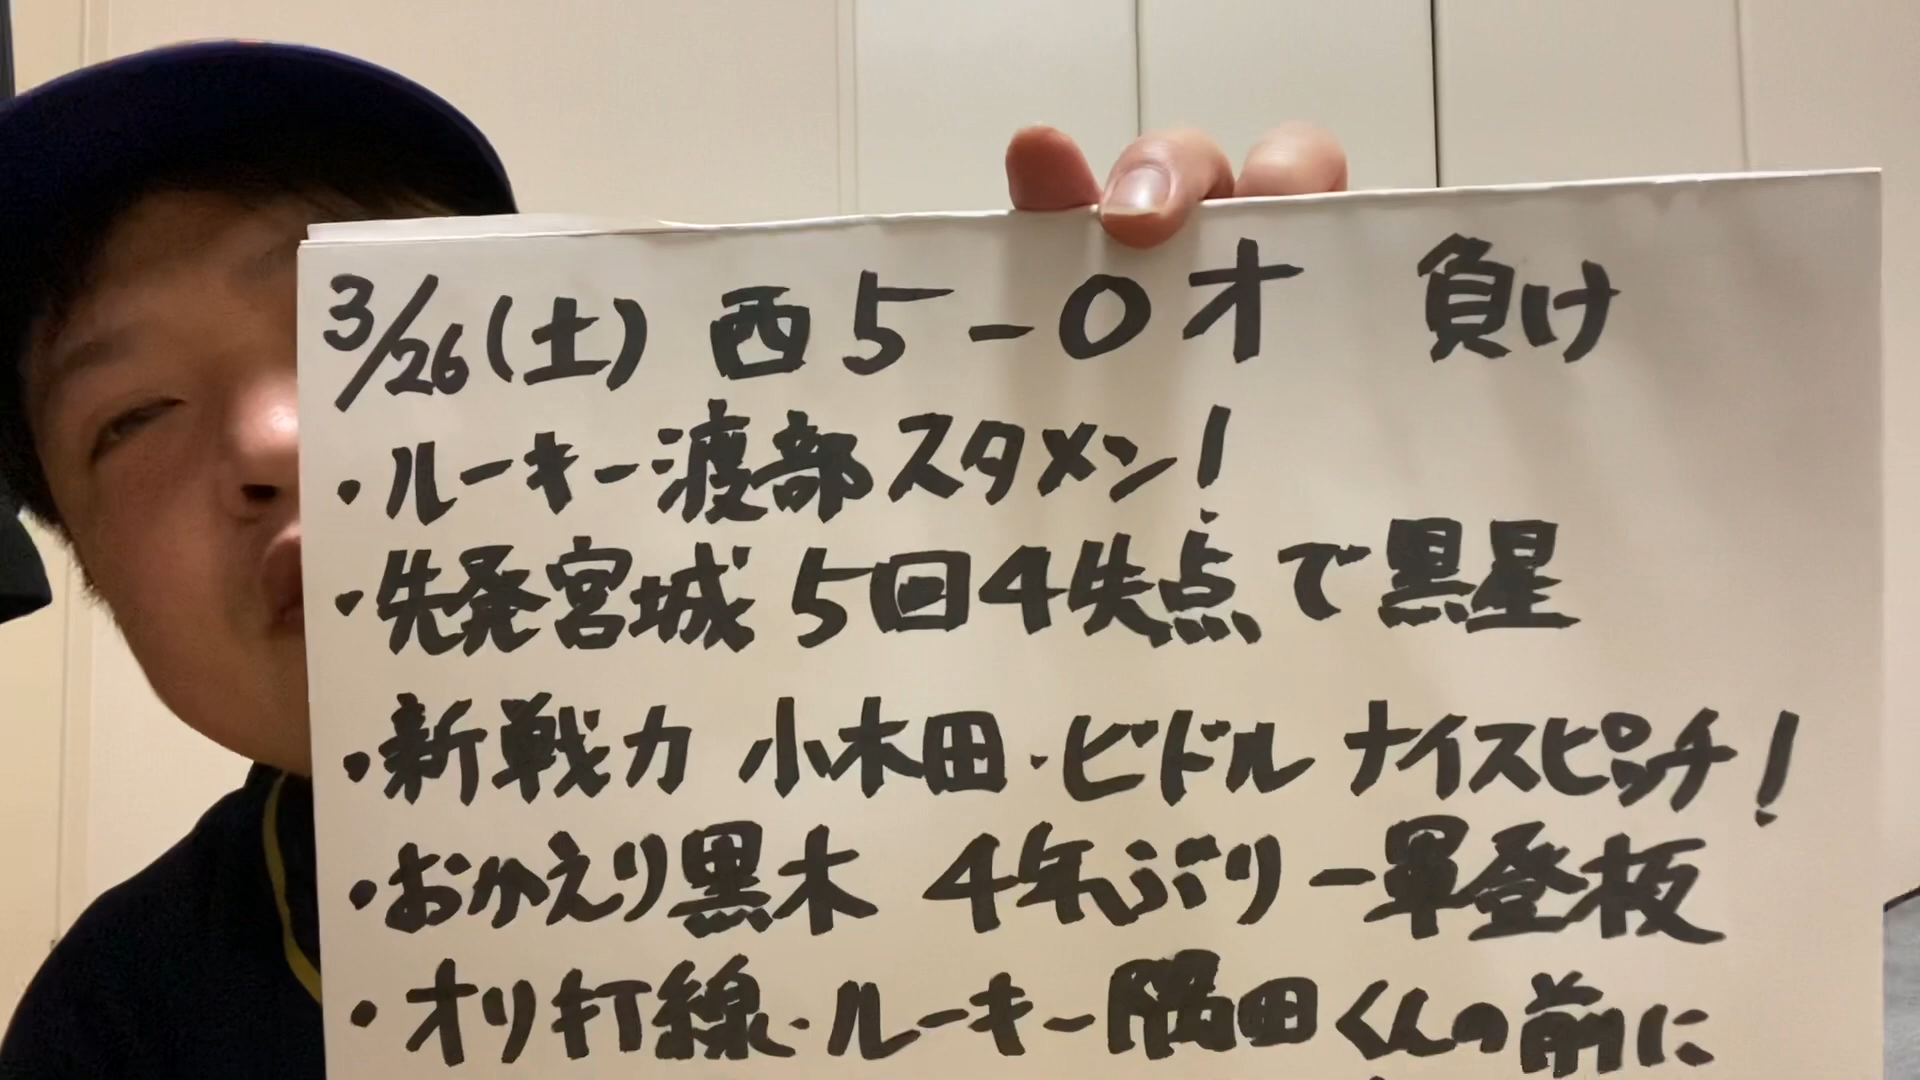 3/26(土) 西5-0オ 負け
・ルーキー渡部スタメン!
・先発宮城 5回4失点で黒星
・新戦力 小木田・ビドル ナイスピッチ!
・おかえり黒木 4年ぶり一軍登板
・オリ打線・ルーキー隅田くんの前に